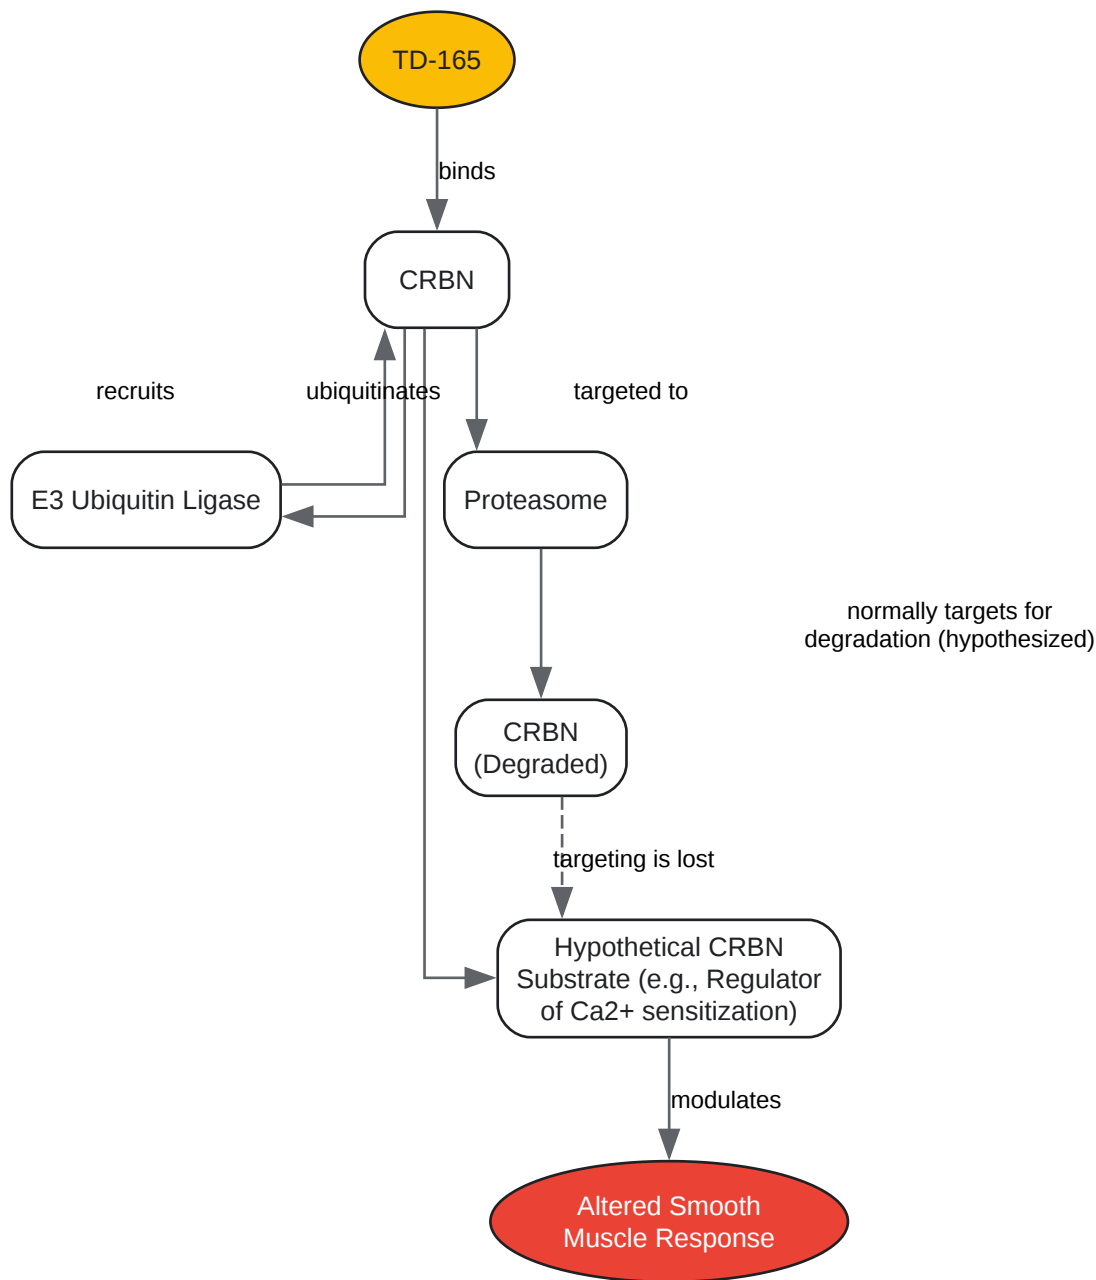 TD-165
binds
CRBN
recruits
ubiquitinates
targeted to
E3 Ubiquitin Ligase
Proteasome
normally targets for
degradation (hypothesized)
CRBN
(Degraded)
targeting is lost
Hypothetical CRBN
Substrate (e.g., Regulator
of Ca2+ sensitization)
modulates
Altered Smooth
Muscle Response